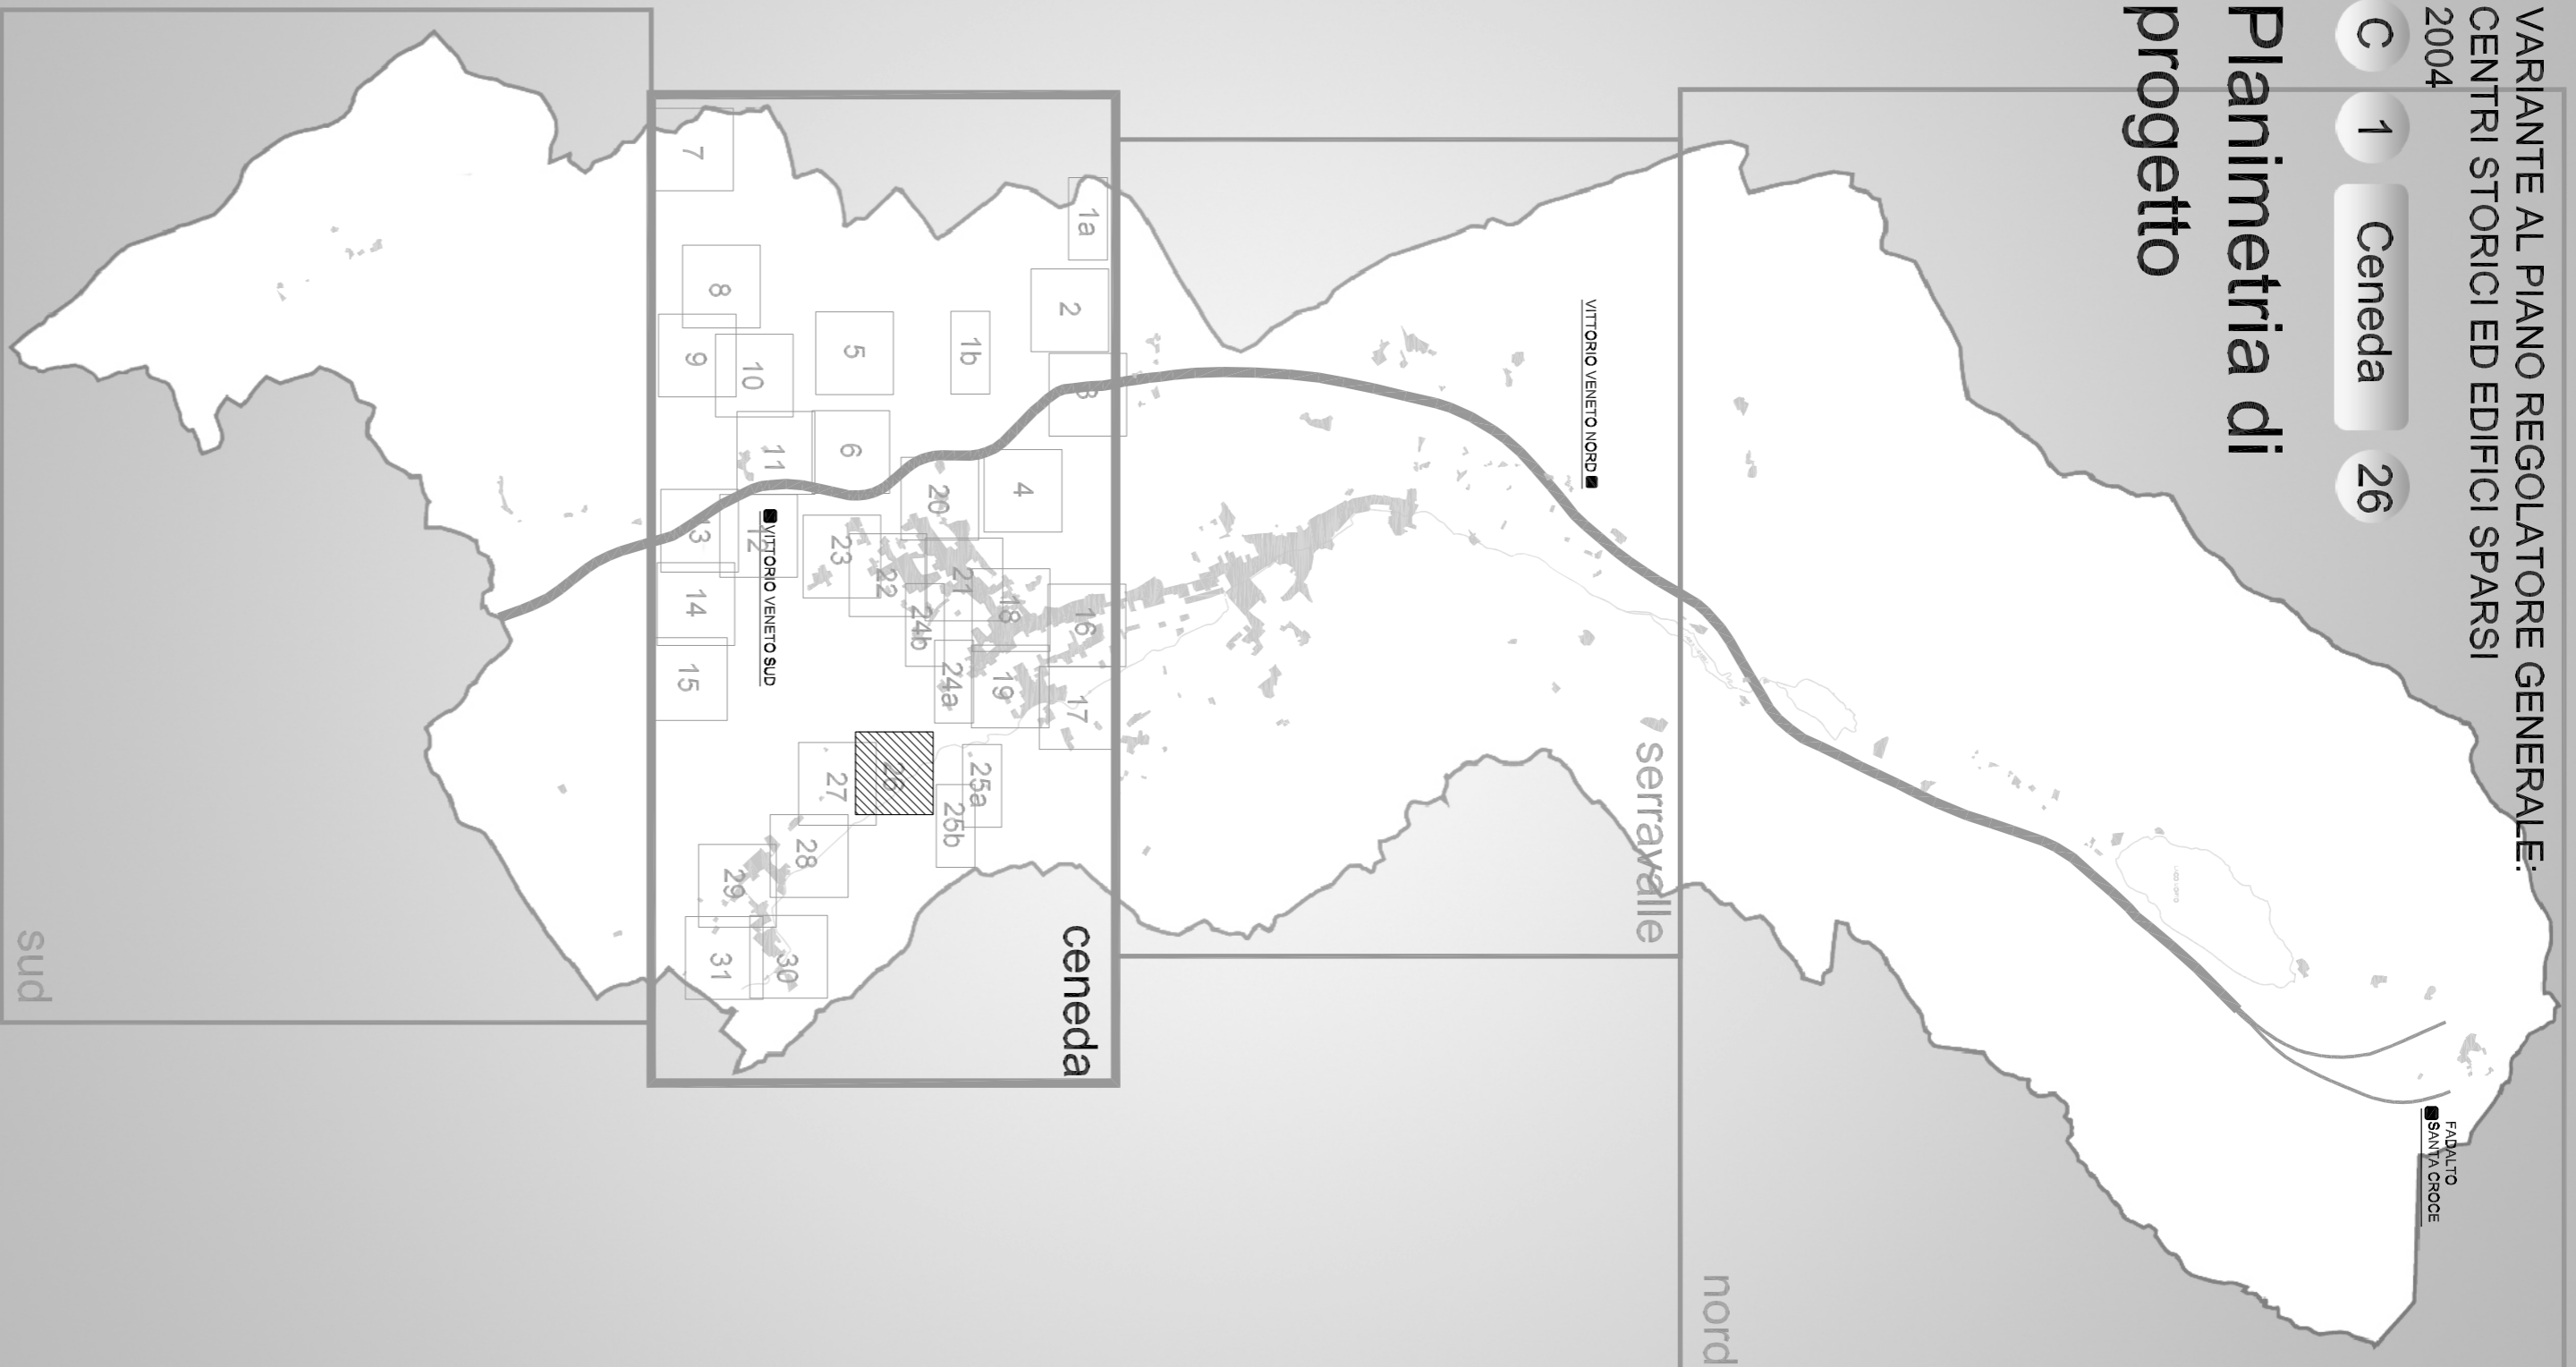 VARIANTE AL PIANO REGOLATORE GENERALE:
CENTRI STORICI ED EDIFICI SPARSI
2004
C 1 Ceneda 26
Planimetria di
progetto
FADALTO
SANTA CROCE
nord
VITTORIO VENETO NORD
serravalle
ceneda
1a
2
3
1b
4
5
6
7
8
9
10
11
12
13
14
15
VITTORIO VENETO SUD
16
17
18
19
20
21
22
23
24a
24b
25a
25b
26
27
28
29
30
31
sud